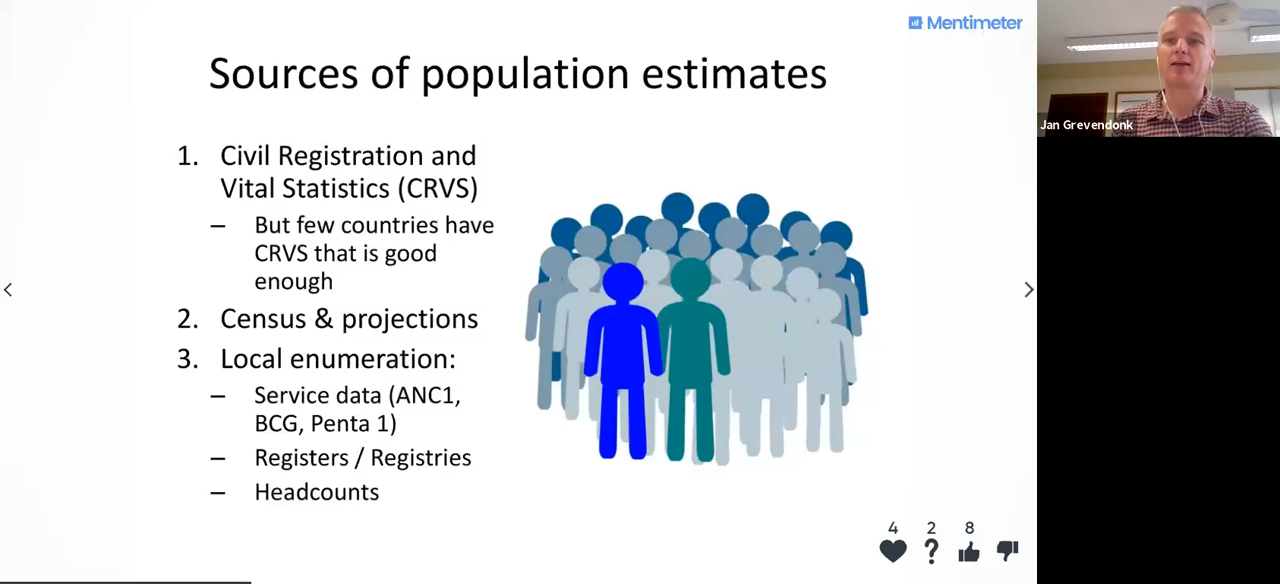 Mentimeter
Sources of population estimates
1. Civil Registration and
Vital Statistics (CRVS)
– But few countries have
CRVS that is good
enough
2. Census & projections
3. Local enumeration:
– Service data (ANC1,
BCG, Penta 1)
– Registers / Registries
– Headcounts
4 2 8
Jan Grevendonk